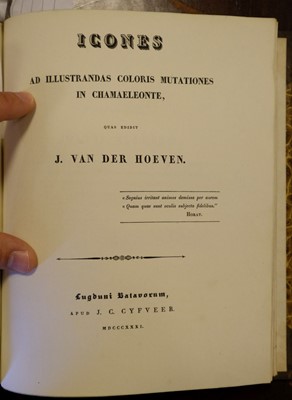 ICONES
AD ILLUSTRANDAS COLORIS MUTATIONES
IN CHAMAELEONTE,
QUAS EDIDIT
J. VAN DER HOEVEN.
«Segnius irritant animos demissa per aurem
«Quam quae sunt oculis subjecta fidelibus."
HORAT.
Lugduni Batavorum,
APUD J. C. CYFVEER.
MDCCCXXXI.